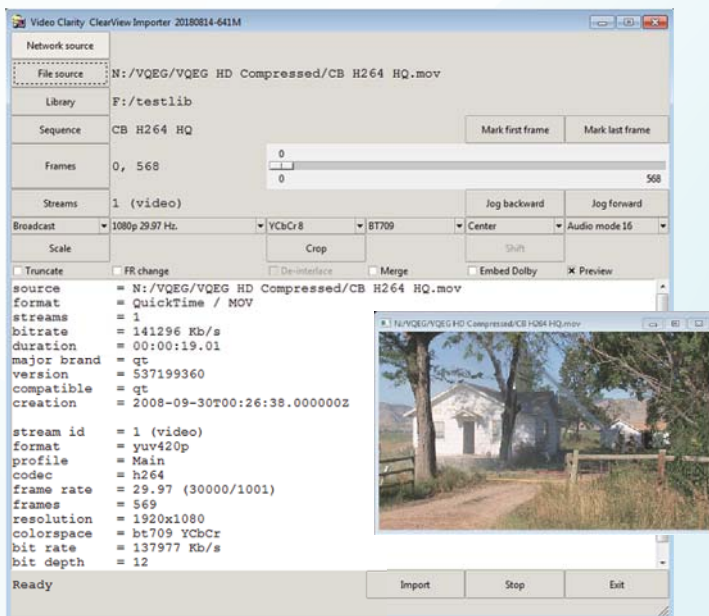 Video Clarity ClearView Importer 20180814-641M
Network source
File source N:/VQEG/VQEG HD Compressed/CB H264 HQ.mov
Library F:/testlib
Sequence CB H264 HQ Mark first frame Mark last frame
0
Frames 0, 568
0 568
Streams 1 (video) Jog backward Jog forward
Broadcast 1080p 29.97 Hz. YCbCr 8 BT709 Center Audio mode 16
Scale Crop Shift
Truncate FR change De-interlace Merge Embed Dolby Preview
source = N:/VQEG/VQEG HD Compressed/CB H264 HQ.mov
format = QuickTime / MOV
streams = 1
bitrate = 141296 Kb/s
duration = 00:00:19.01
major brand = qt
version = 537199360
compatible = qt
creation = 2008-09-30T00:26:38.000000Z
N:/VQEG/VQEG HD Compressed/CB H264 HQ.mov
stream id = 1 (video)
format = yuv420p
profile = Main
codec = h264
frame rate = 29.97 (30000/1001)
frames = 569
resolution = 1920x1080
colorspace = bt709 YCbCr
bit rate = 137977 Kb/s
bit depth = 12
Ready Import Stop Exit